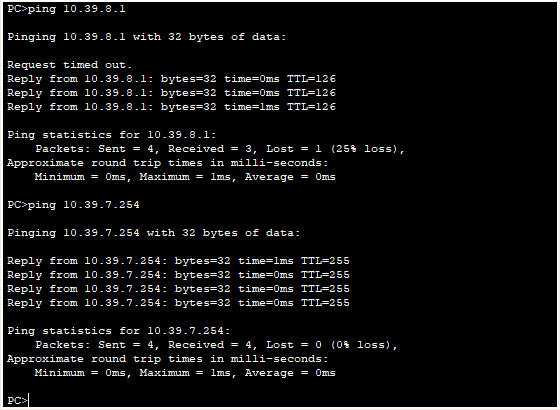 PC>ping 10.39.8.1
Pinging 10.39.8.1 with 32 bytes of data:
Request timed out.
Reply from 10.39.8.1: bytes=32 time=0ms TTL=126
Reply from 10.39.8.1: bytes=32 time=0ms TTL=126
Reply from 10.39.8.1: bytes=32 time=1ms TTL=126
Ping statistics for 10.39.8.1:
    Packets: Sent = 4, Received = 3, Lost = 1 (25% loss),
Approximate round trip times in milli-seconds:
    Minimum = 0ms, Maximum = 1ms, Average = 0ms
PC>ping 10.39.7.254
Pinging 10.39.7.254 with 32 bytes of data:
Reply from 10.39.7.254: bytes=32 time=1ms TTL=255
Reply from 10.39.7.254: bytes=32 time=0ms TTL=255
Reply from 10.39.7.254: bytes=32 time=0ms TTL=255
Reply from 10.39.7.254: bytes=32 time=0ms TTL=255
Ping statistics for 10.39.7.254:
    Packets: Sent = 4, Received = 4, Lost = 0 (0% loss),
Approximate round trip times in milli-seconds:
    Minimum = 0ms, Maximum = 1ms, Average = 0ms
PC>